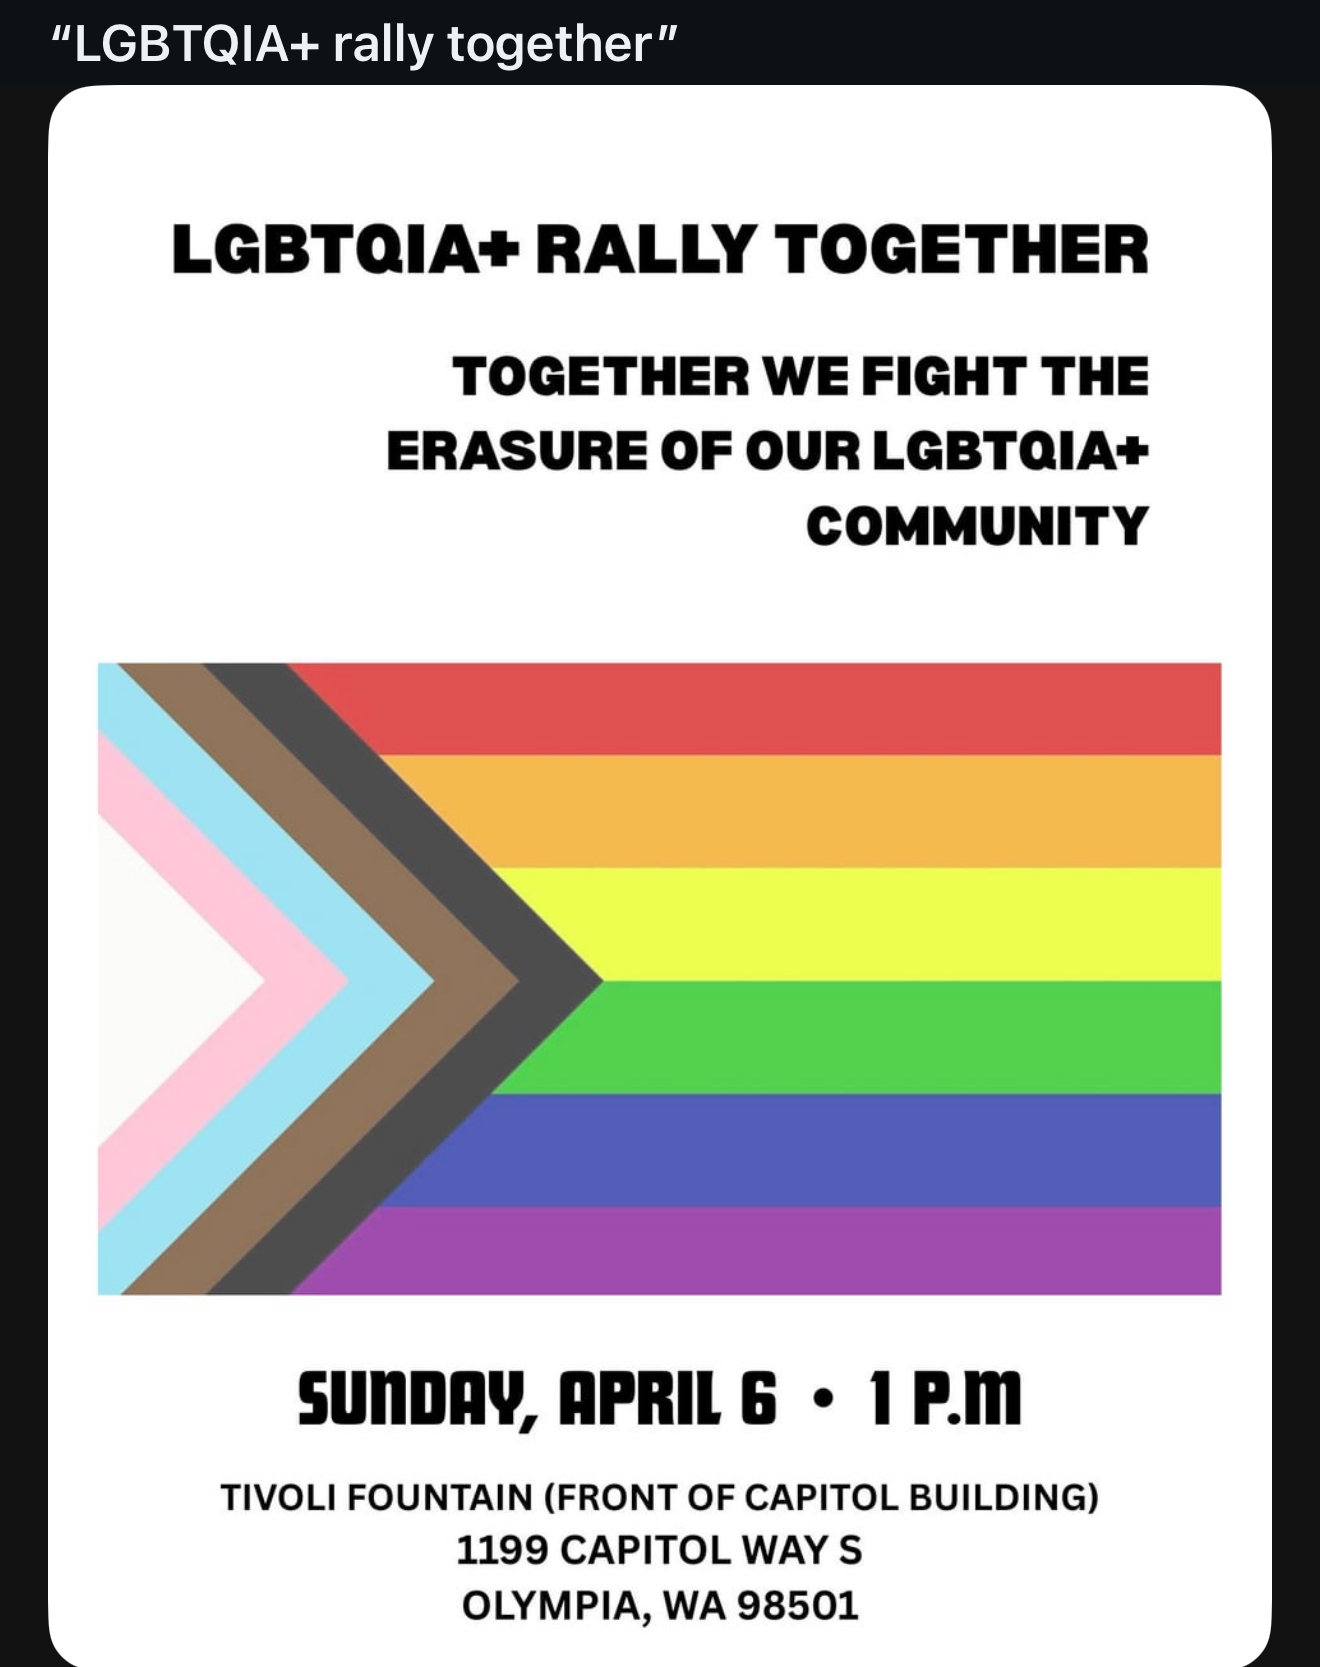 “LGBTQIA+ rally together”
LGBTQIA+ RALLY TOGETHER
TOGETHER WE FIGHT THE
ERASURE OF OUR LGBTQIA+
COMMUNITY
SUNDAY, APRIL 6 • 1 P.M
TIVOLI FOUNTAIN (FRONT OF CAPITOL BUILDING)
1199 CAPITOL WAY S
OLYMPIA, WA 98501